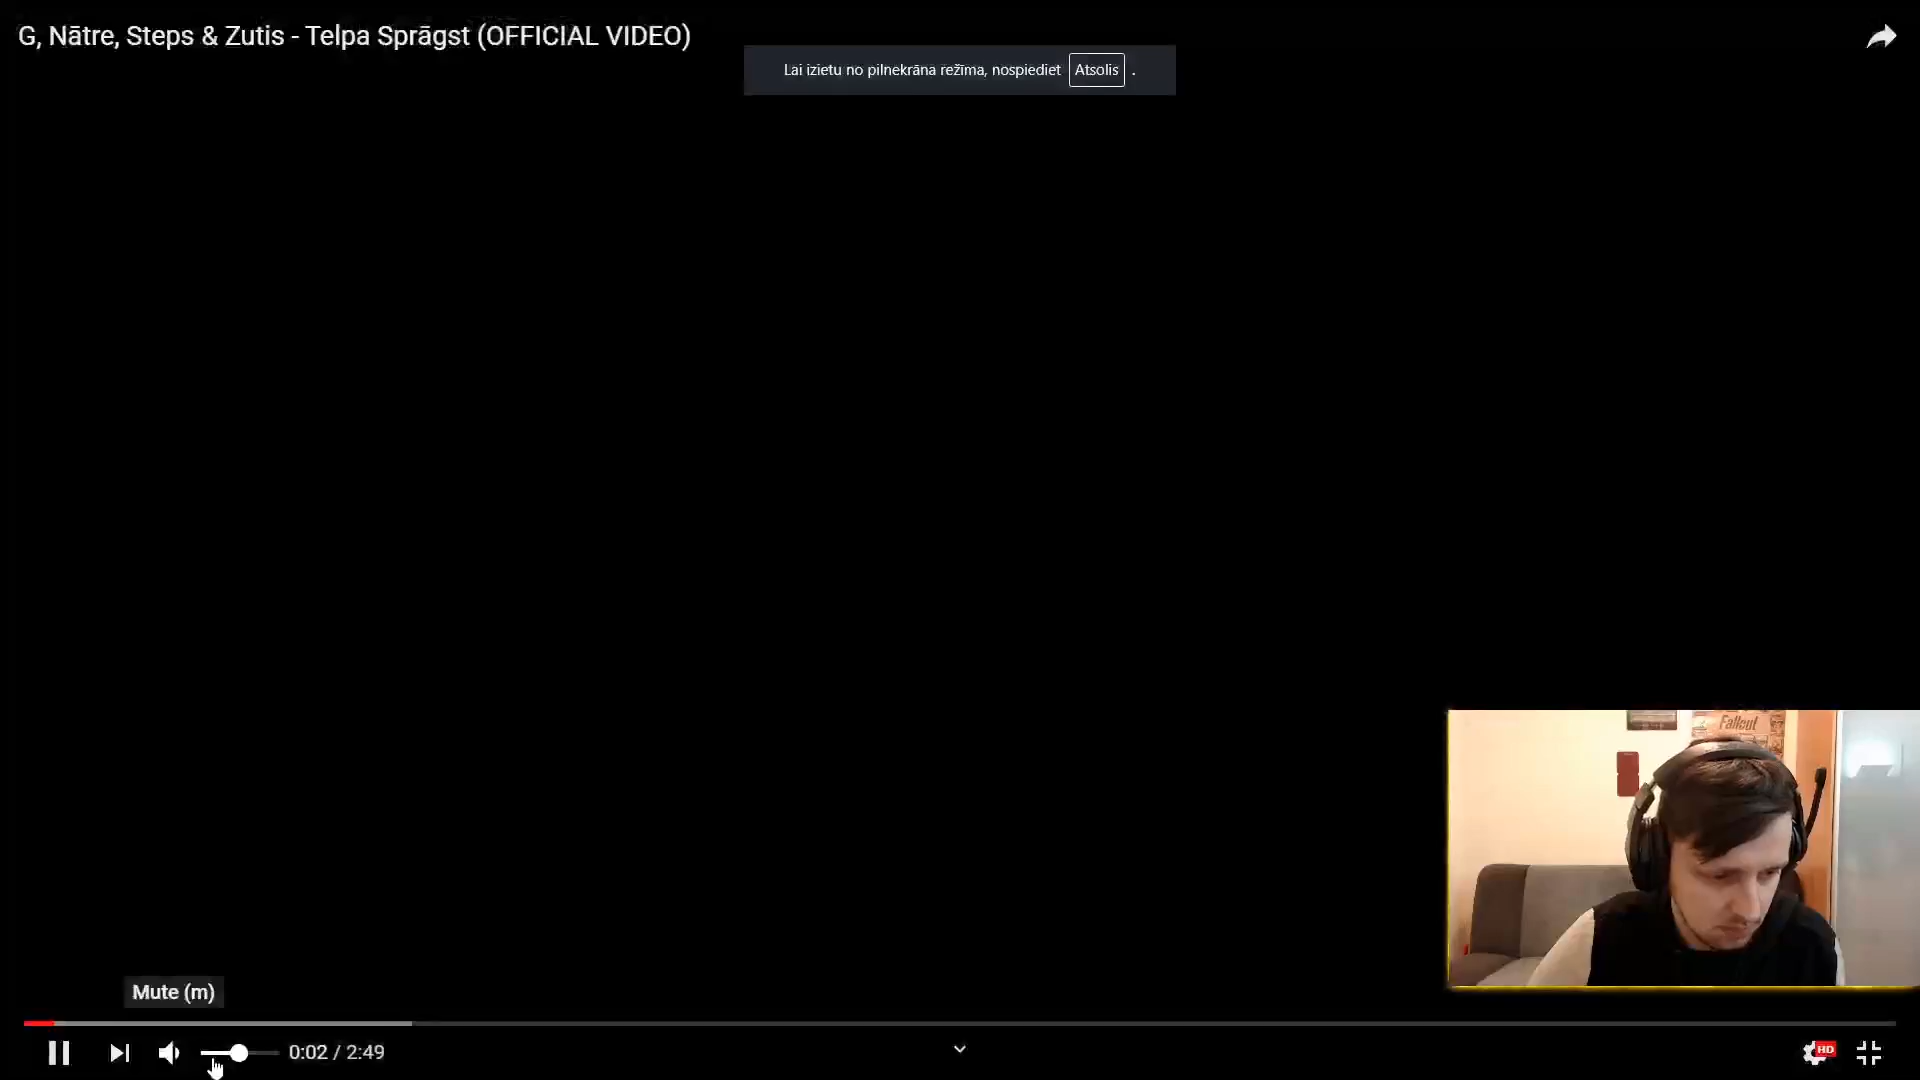 G, Nātre, Steps & Zutis - Telpa Sprāgst (OFFICIAL VIDEO)
Lai izietu no pilnekrāna režīma, nospiediet Atsolis .
Fallout
Mute (m)
0:02 / 2:49
HD